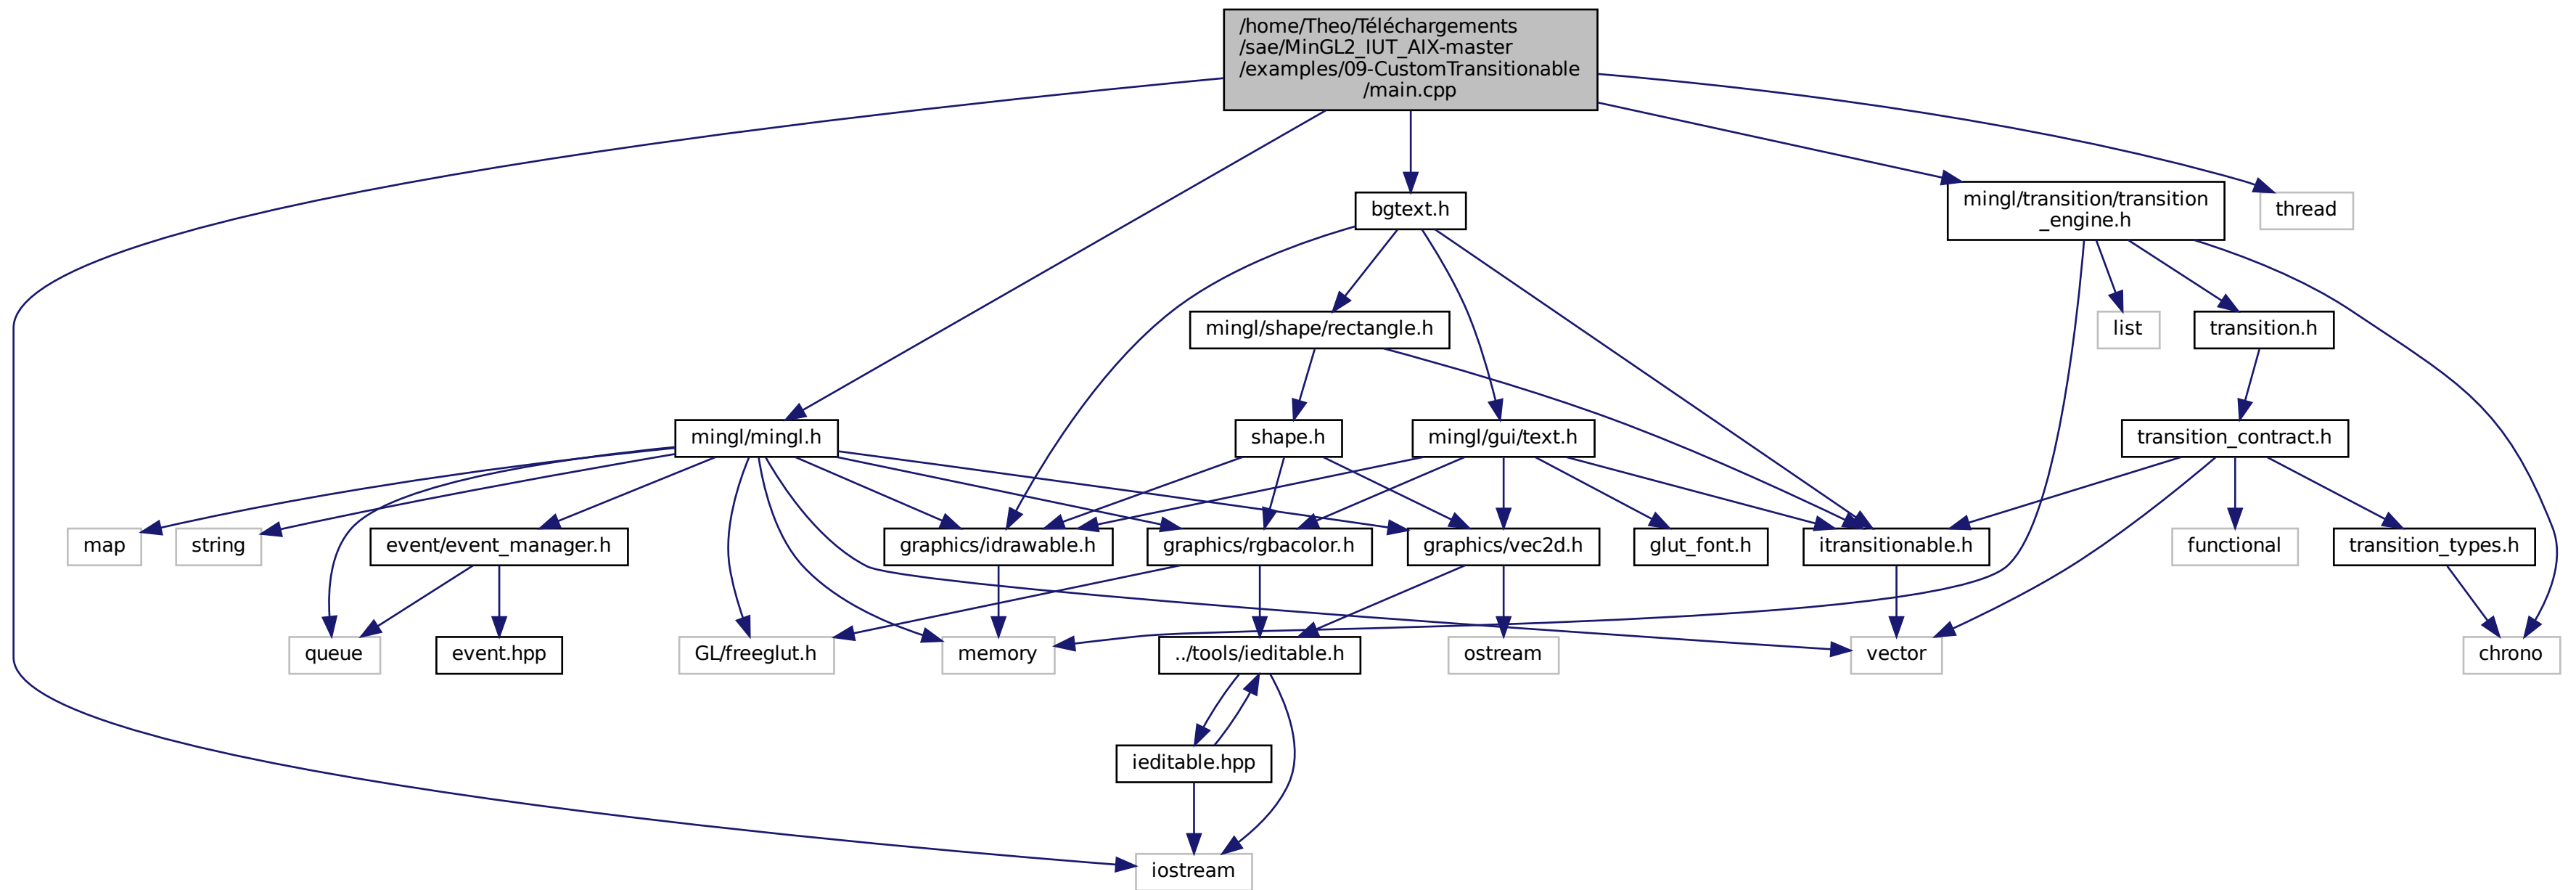 /home/Theo/Téléchargements
/sae/MinGL2_IUT_AIX-master
/examples/09-CustomTransitionable
/main.cpp
bgtext.h
mingl/transition/transition
_engine.h
thread
mingl/shape/rectangle.h
list
transition.h
mingl/mingl.h
shape.h
mingl/gui/text.h
transition_contract.h
map
string
event/event_manager.h
graphics/idrawable.h
graphics/rgbacolor.h
graphics/vec2d.h
glut_font.h
itransitionable.h
functional
transition_types.h
queue
event.hpp
GL/freeglut.h
memory
../tools/ieditable.h
ostream
vector
chrono
ieditable.hpp
iostream